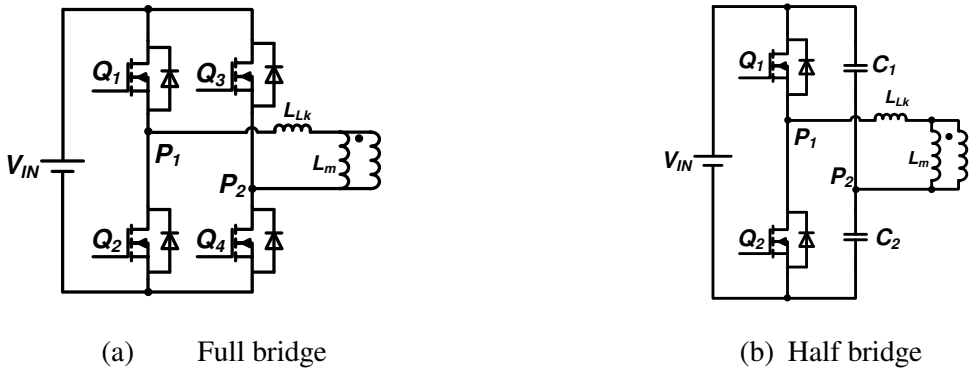 Q1
Q3
LLk
VIN
P1
Lm
P2
Q2
Q4
(a) Full bridge
Q1
C1
LLk
VIN
P1
Lm
P2
Q2
C2
(b) Half bridge